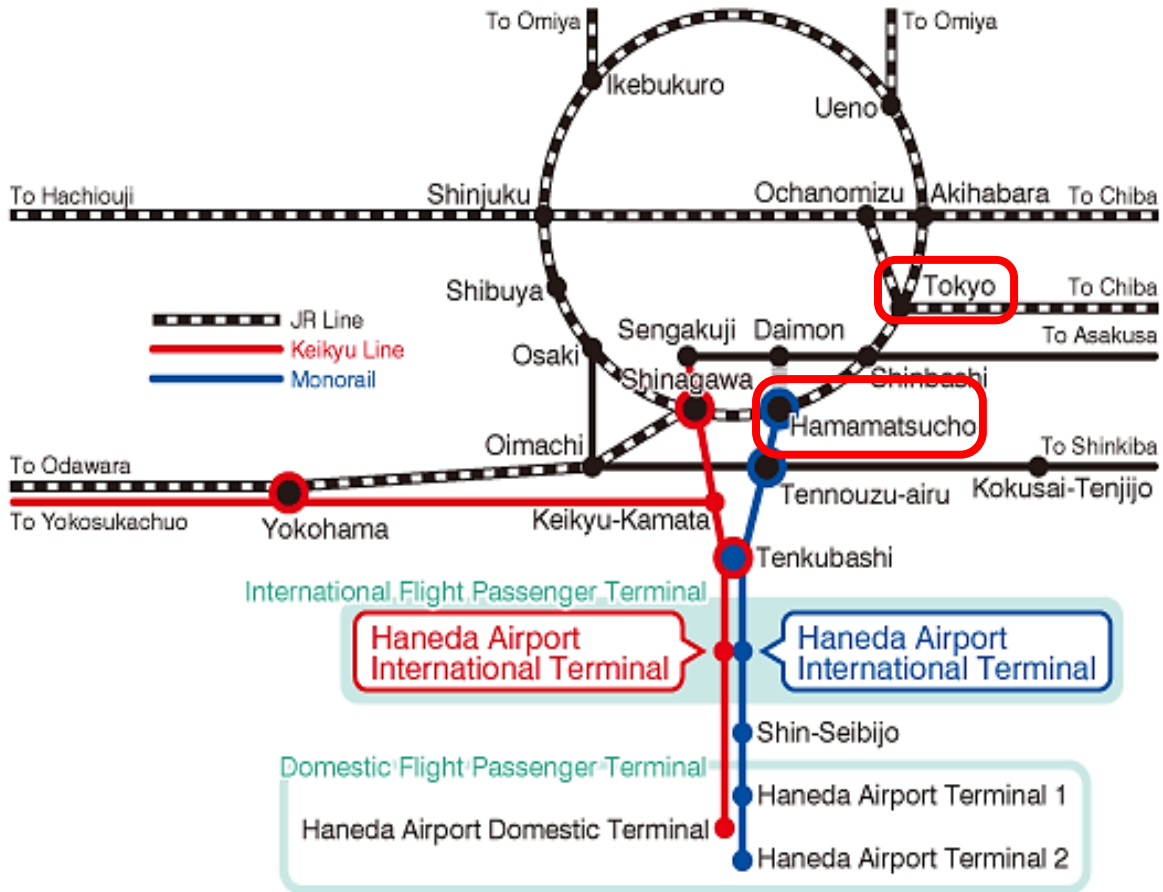 To Omiya
To Omiya
Ikebukuro
Ueno
To Hachiouji
Shinjuku
Ochanomizu
Akihabara
To Chiba
Shibuya
Tokyo
To Chiba
JR Line
Keikyu Line
Monorail
Sengakuji
Daimon
To Asakusa
Osaki
Shinagawa
Shinbashi
Hamamatsucho
Oimachi
To Shinkiba
To Odawara
Tennouzu-airu
Kokusai-Tenjijo
To Yokosukachuo
Yokohama
Keikyu-Kamata
Tenkubashi
International Flight Passenger Terminal
Haneda Airport
International Terminal
Haneda Airport
International Terminal
Shin-Seibijo
Domestic Flight Passenger Terminal
Haneda Airport Terminal 1
Haneda Airport Domestic Terminal
Haneda Airport Terminal 2